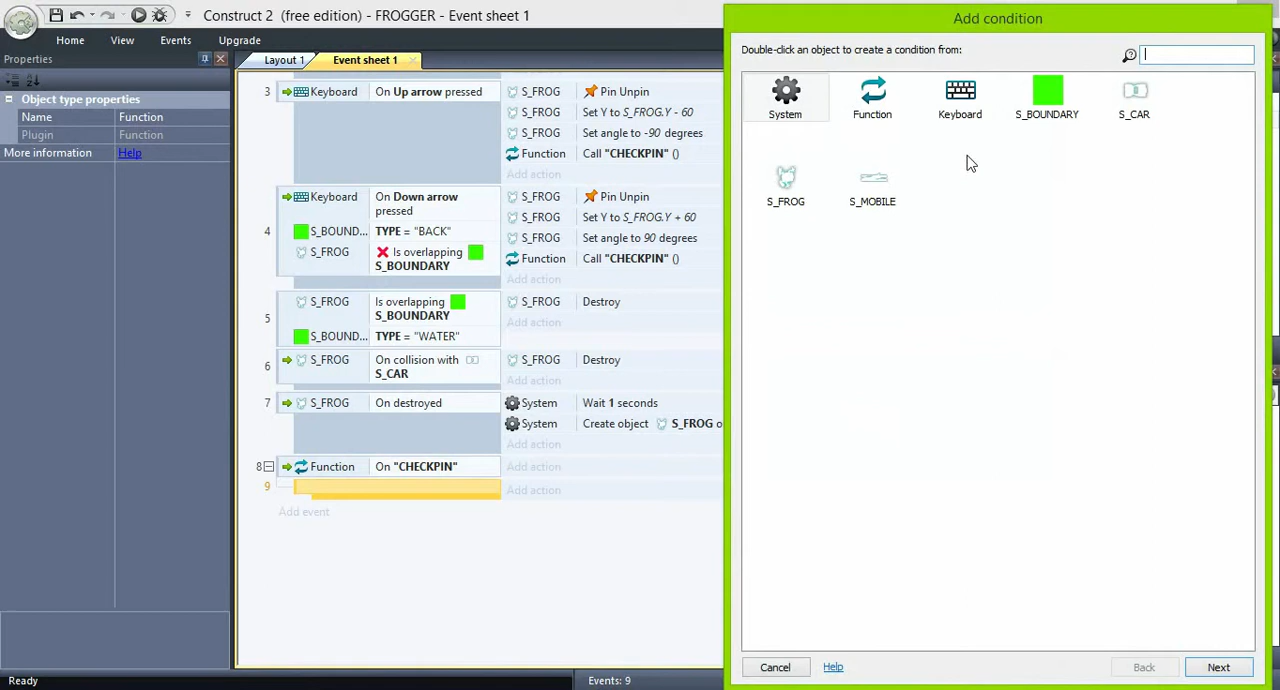 Construct 2 (free edition) - FROGGER - Event sheet 1
Add condition
Home View Events Upgrade
Properties
Layout 1 Event sheet 1
Double-click an object to create a condition from:
Object type properties
Name Function
Plugin Function
More information Help
System Function Keyboard S_BOUNDARY S_CAR
S_FROG S_MOBILE
3 Keyboard On Up arrow pressed S_FROG Pin Unpin
S_FROG Set Y to S_FROG.Y - 60
S_FROG Set angle to -90 degrees
Function Call "CHECKPIN" ()
Add action
4 Keyboard On Down arrow pressed S_FROG Pin Unpin
S_FROG Set Y to S_FROG.Y + 60
S_BOUND... TYPE = "BACK" S_FROG Set angle to 90 degrees
S_FROG Is overlapping S_BOUNDARY Function Call "CHECKPIN" ()
Add action
5 S_FROG Is overlapping S_BOUNDARY S_FROG Destroy
Add action
S_BOUND... TYPE = "WATER"
6 S_FROG On collision with S_CAR S_FROG Destroy
Add action
7 S_FROG On destroyed System Wait 1 seconds
System Create object S_FROG o
Add action
8 Function On "CHECKPIN" Add action
9 Add action
Add event
Cancel Help Back Next
Ready Events: 9